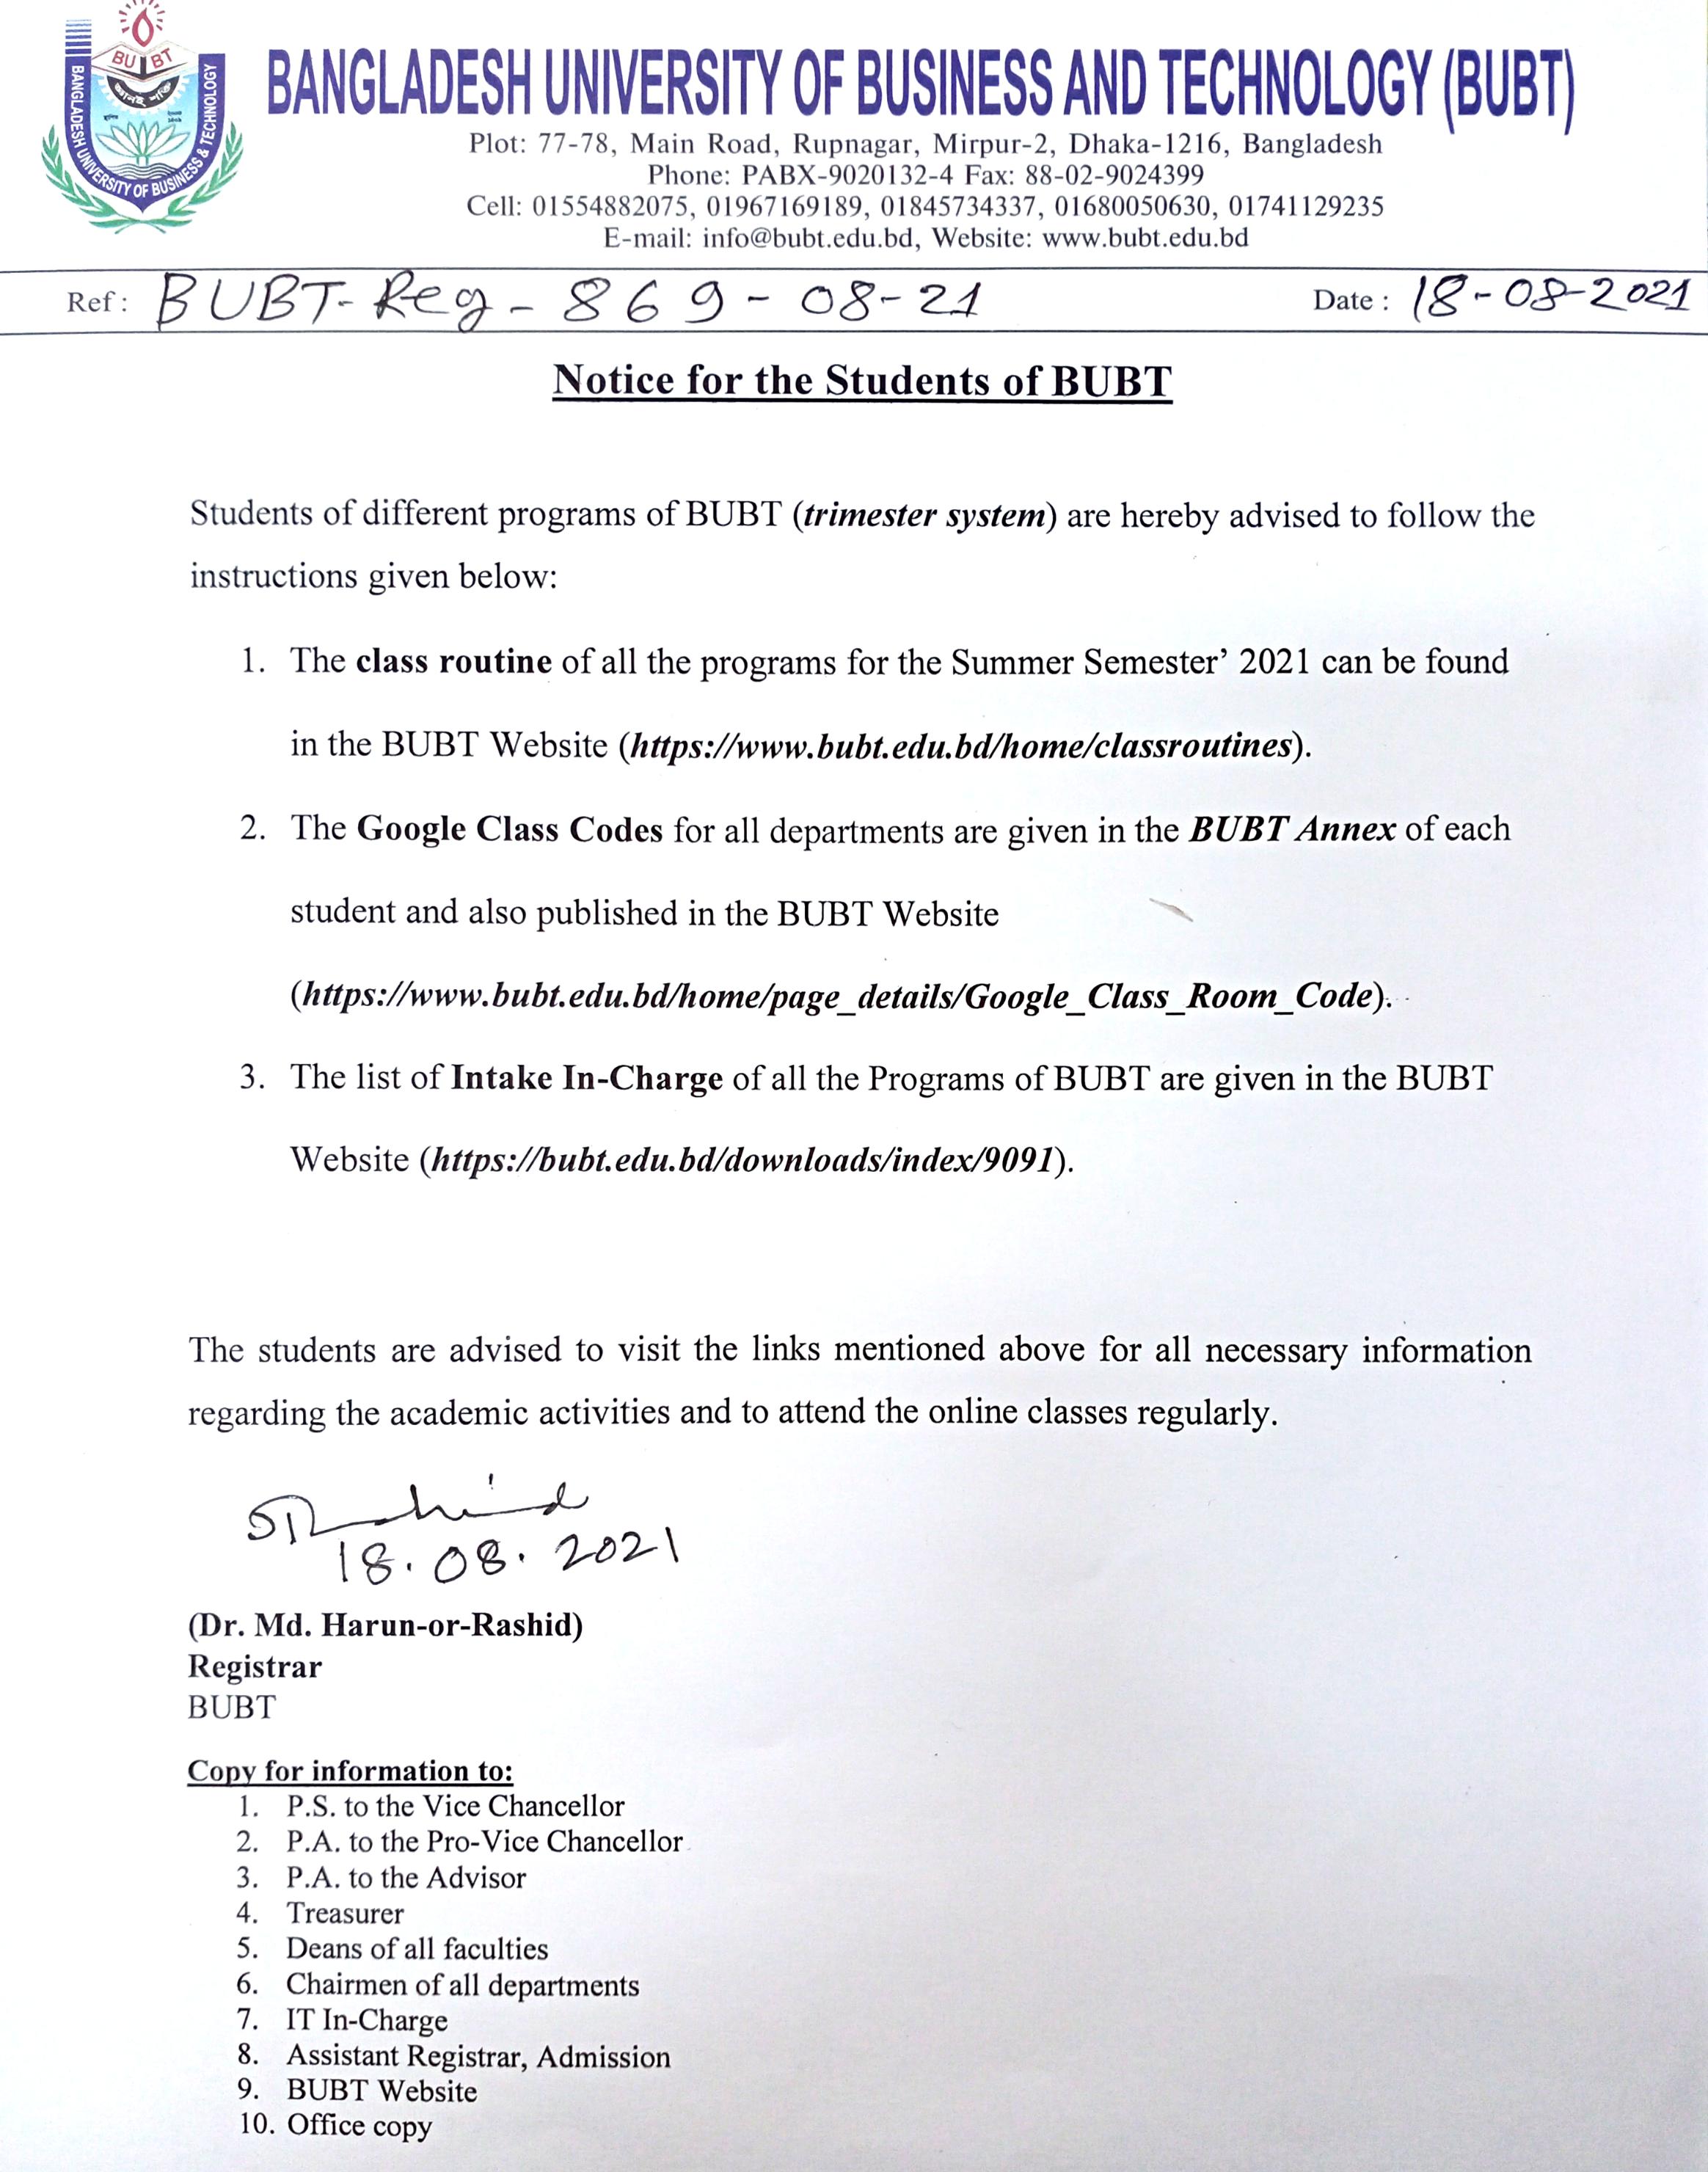 BU BT
BANGLADESH UNIVERSITY OF BUSINESS & TECHNOLOGY
BANGLADESH UNIVERSITY OF BUSINESS AND TECHNOLOGY (BUBT)
Plot: 77-78, Main Road, Rupnagar, Mirpur-2, Dhaka-1216, Bangladesh
Phone: PABX-9020132-4 Fax: 88-02-9024399
Cell: 01554882075, 01967169189, 01845734337, 01680050630, 01741129235
E-mail: info@bubt.edu.bd, Website: www.bubt.edu.bd
Ref: BUBT-Reg-869-08-21 Date: 18-08-2021
Notice for the Students of BUBT
Students of different programs of BUBT (trimester system) are hereby advised to follow the
instructions given below:
1. The class routine of all the programs for the Summer Semester’ 2021 can be found
in the BUBT Website (https://www.bubt.edu.bd/home/classroutines).
2. The Google Class Codes for all departments are given in the BUBT Annex of each
student and also published in the BUBT Website
(https://www.bubt.edu.bd/home/page_details/Google_Class_Room_Code).
3. The list of Intake In-Charge of all the Programs of BUBT are given in the BUBT
Website (https://bubt.edu.bd/downloads/index/9091).
The students are advised to visit the links mentioned above for all necessary information
regarding the academic activities and to attend the online classes regularly.
18.08.2021
(Dr. Md. Harun-or-Rashid)
Registrar
BUBT
Copy for information to:
1. P.S. to the Vice Chancellor
2. P.A. to the Pro-Vice Chancellor
3. P.A. to the Advisor
4. Treasurer
5. Deans of all faculties
6. Chairmen of all departments
7. IT In-Charge
8. Assistant Registrar, Admission
9. BUBT Website
10. Office copy